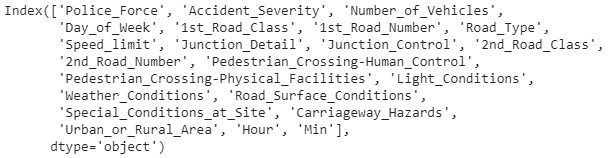 Index(['Police_Force', 'Accident_Severity', 'Number_of_Vehicles',
'Day_of_Week', '1st_Road_Class', '1st_Road_Number', 'Road_Type',
'Speed_limit', 'Junction_Detail', 'Junction_Control', '2nd_Road_Class',
'2nd_Road_Number', 'Pedestrian_Crossing-Human_Control',
'Pedestrian_Crossing-Physical_Facilities', 'Light_Conditions',
'Weather_Conditions', 'Road_Surface_Conditions',
'Special_Conditions_at_Site', 'Carriageway_Hazards',
'Urban_or_Rural_Area', 'Hour', 'Min'],
dtype='object')